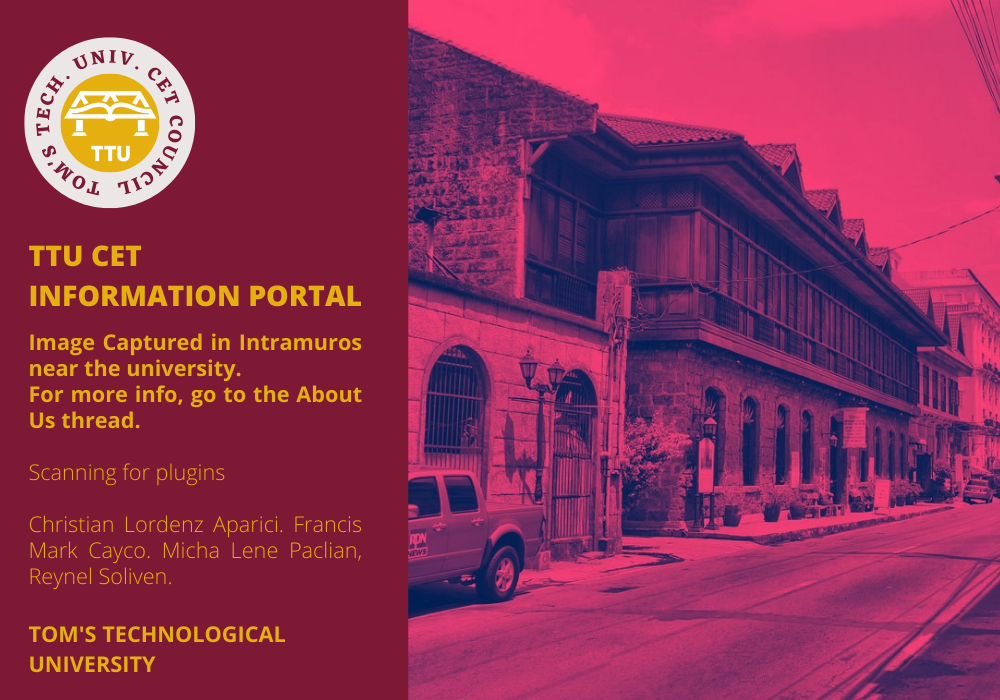 TOM'S TECH. UNIV. CET COUNCIL
TTU
TTU CET
INFORMATION PORTAL
Image Captured in Intramuros
near the university.
For more info, go to the About
Us thread.
Scanning for plugins
Christian Lordenz Aparici. Francis
Mark Cayco. Micha Lene Paclian,
Reynel Soliven.
TOM'S TECHNOLOGICAL
UNIVERSITY
NEWS